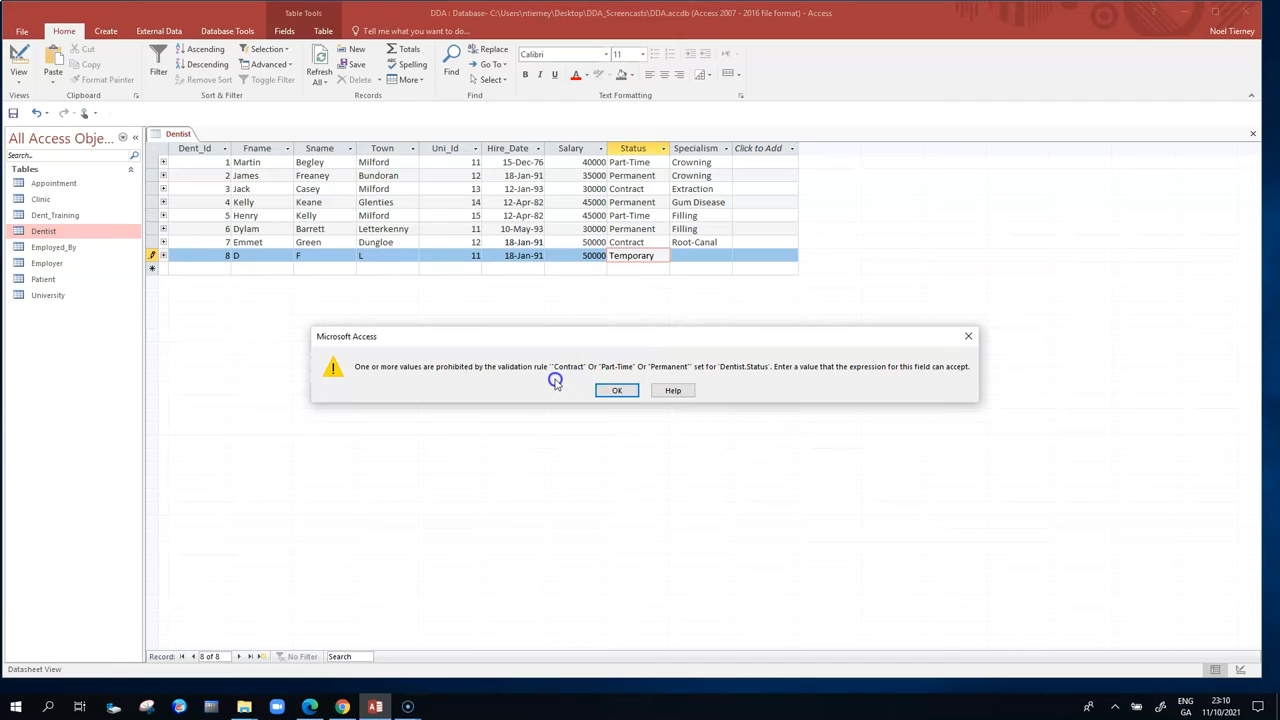 Table Tools
DDA : Database- C:\Users\ntierney\Desktop\DDA_Screencasts\DDA.accdb (Access 2007 - 2016 file format) - Access
File Home Create External Data Database Tools Fields Table Tell me what you want to do... Noel Tierney
View
Views
Paste
Cut
Copy
Format Painter
Clipboard
Filter
Ascending
Descending
Remove Sort
Selection
Advanced
Toggle Filter
Sort & Filter
Refresh All
New
Save
Delete
Totals
Spelling
More
Records
Find
Replace
Go To
Select
Find
Calibri 11
B I U A
Text Formatting
All Access Obje...
Search...
Tables
Appointment
Clinic
Dent_Training
Dentist
Employed_By
Employer
Patient
University
Dentist
Dent_Id Fname Sname Town Uni_Id Hire_Date Salary Status Specialism Click to Add
1 Martin Begley Milford 11 15-Dec-76 40000 Part-Time Crowning
2 James Freaney Bundoran 12 18-Jan-91 35000 Permanent Crowning
3 Jack Casey Milford 13 12-Jan-93 40000 Contract Extraction
4 Kelly Keane Glenties 14 12-Apr-82 45000 Permanent Gum Disease
5 Henry Kelly Milford 15 12-Apr-82 45000 Part-Time Filling
6 Dylam Barrett Letterkenny 11 10-May-93 30000 Permanent Filling
7 Emmet Green Dungloe 12 18-Jan-91 50000 Contract Root-Canal
8 D F L 11 18-Jan-91 50000 Temporary
Microsoft Access
One or more values are prohibited by the validation rule '"Contract" Or "Part-Time" Or "Permanent"' set for 'Dentist.Status'. Enter a value that the expression for this field can accept.
OK Help
Record: 8 of 8 No Filter Search
Datasheet View
ENG
GA
23:10
11/10/2021